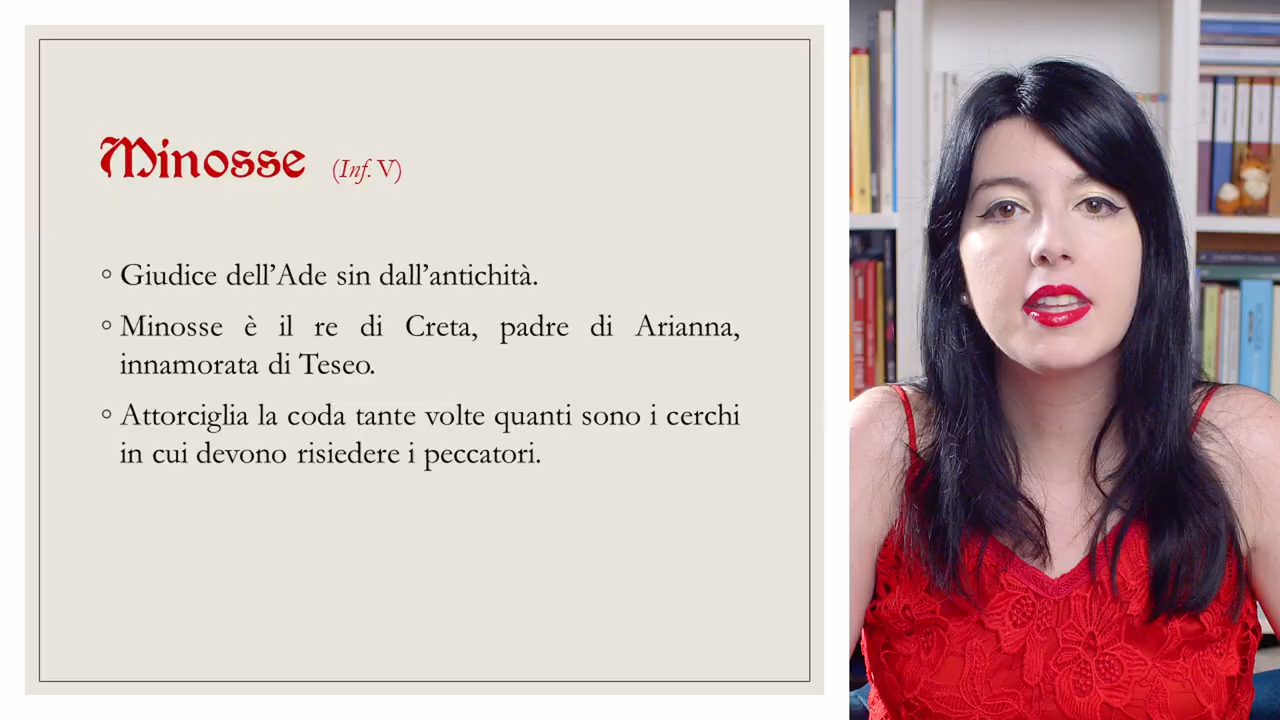 Minosse (Inf. V)
◦ Giudice dell'Ade sin dall'antichità.
◦ Minosse è il re di Creta, padre di Arianna,
innamorata di Teseo.
◦ Attorciglia la coda tante volte quanti sono i cerchi
in cui devono risiedere i peccatori.